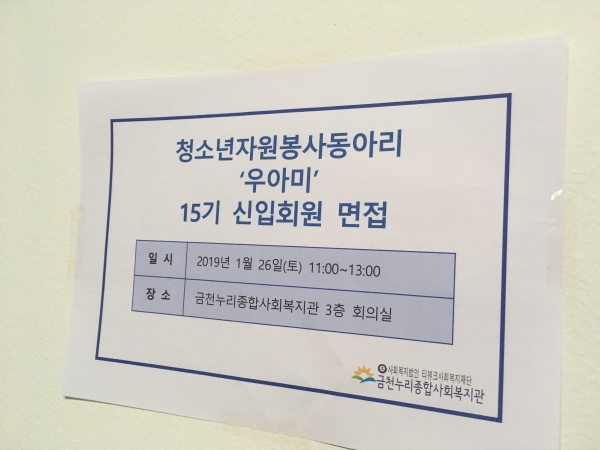 청소년자원봉사동아리
‘우아미’
15기 신입회원 면접
일 시 2019년 1월 26일(토) 11:00~13:00
장 소 금천누리종합사회복지관 3층 회의실
사회복지법인 티뷰크사회복지재단
금천누리종합사회복지관